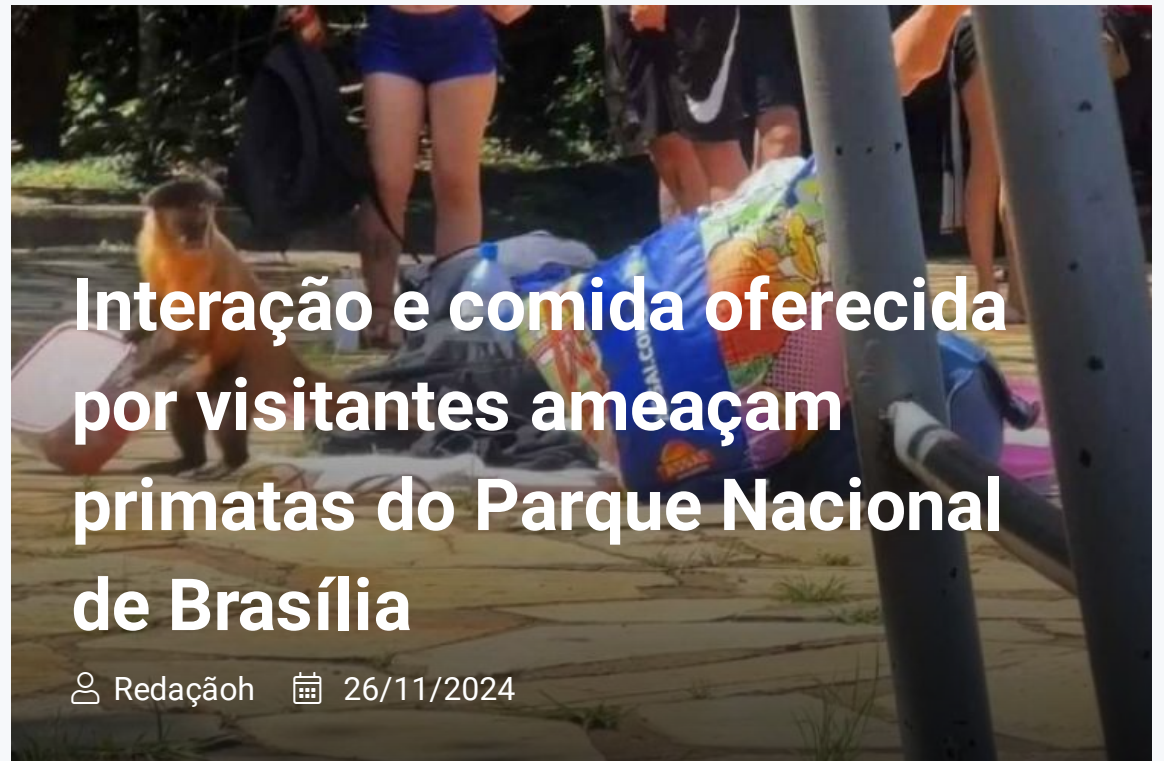 Interação e comida oferecida
por visitantes ameaçam
primatas do Parque Nacional
de Brasília
Redaçãoh 26/11/2024